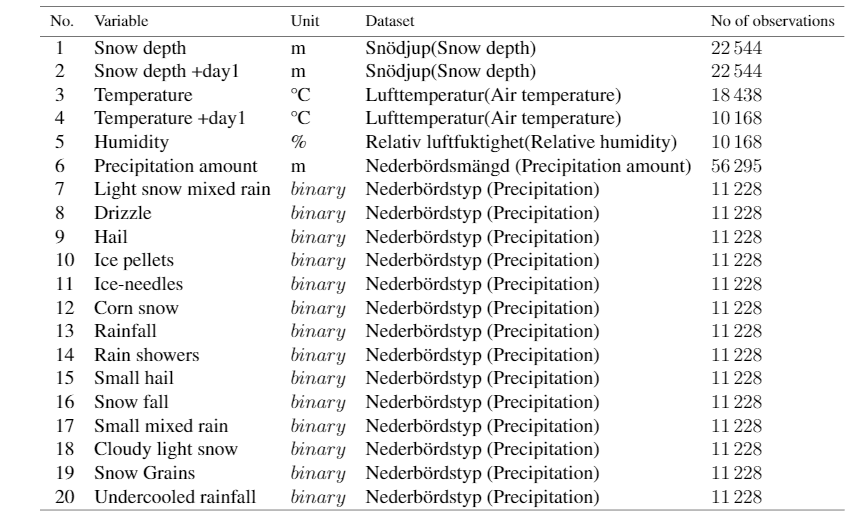 No. Variable Unit Dataset No of observations
1 Snow depth m Snödjup(Snow depth) 22 544
2 Snow depth +day1 m Snödjup(Snow depth) 22 544
3 Temperature °C Lufttemperatur(Air temperature) 18 438
4 Temperature +day1 °C Lufttemperatur(Air temperature) 10 168
5 Humidity % Relativ luftfuktighet(Relative humidity) 10 168
6 Precipitation amount m Nederbördsmängd (Precipitation amount) 56 295
7 Light snow mixed rain binary Nederbördstyp (Precipitation) 11 228
8 Drizzle binary Nederbördstyp (Precipitation) 11 228
9 Hail binary Nederbördstyp (Precipitation) 11 228
10 Ice pellets binary Nederbördstyp (Precipitation) 11 228
11 Ice-needles binary Nederbördstyp (Precipitation) 11 228
12 Corn snow binary Nederbördstyp (Precipitation) 11 228
13 Rainfall binary Nederbördstyp (Precipitation) 11 228
14 Rain showers binary Nederbördstyp (Precipitation) 11 228
15 Small hail binary Nederbördstyp (Precipitation) 11 228
16 Snow fall binary Nederbördstyp (Precipitation) 11 228
17 Small mixed rain binary Nederbördstyp (Precipitation) 11 228
18 Cloudy light snow binary Nederbördstyp (Precipitation) 11 228
19 Snow Grains binary Nederbördstyp (Precipitation) 11 228
20 Undercooled rainfall binary Nederbördstyp (Precipitation) 11 228